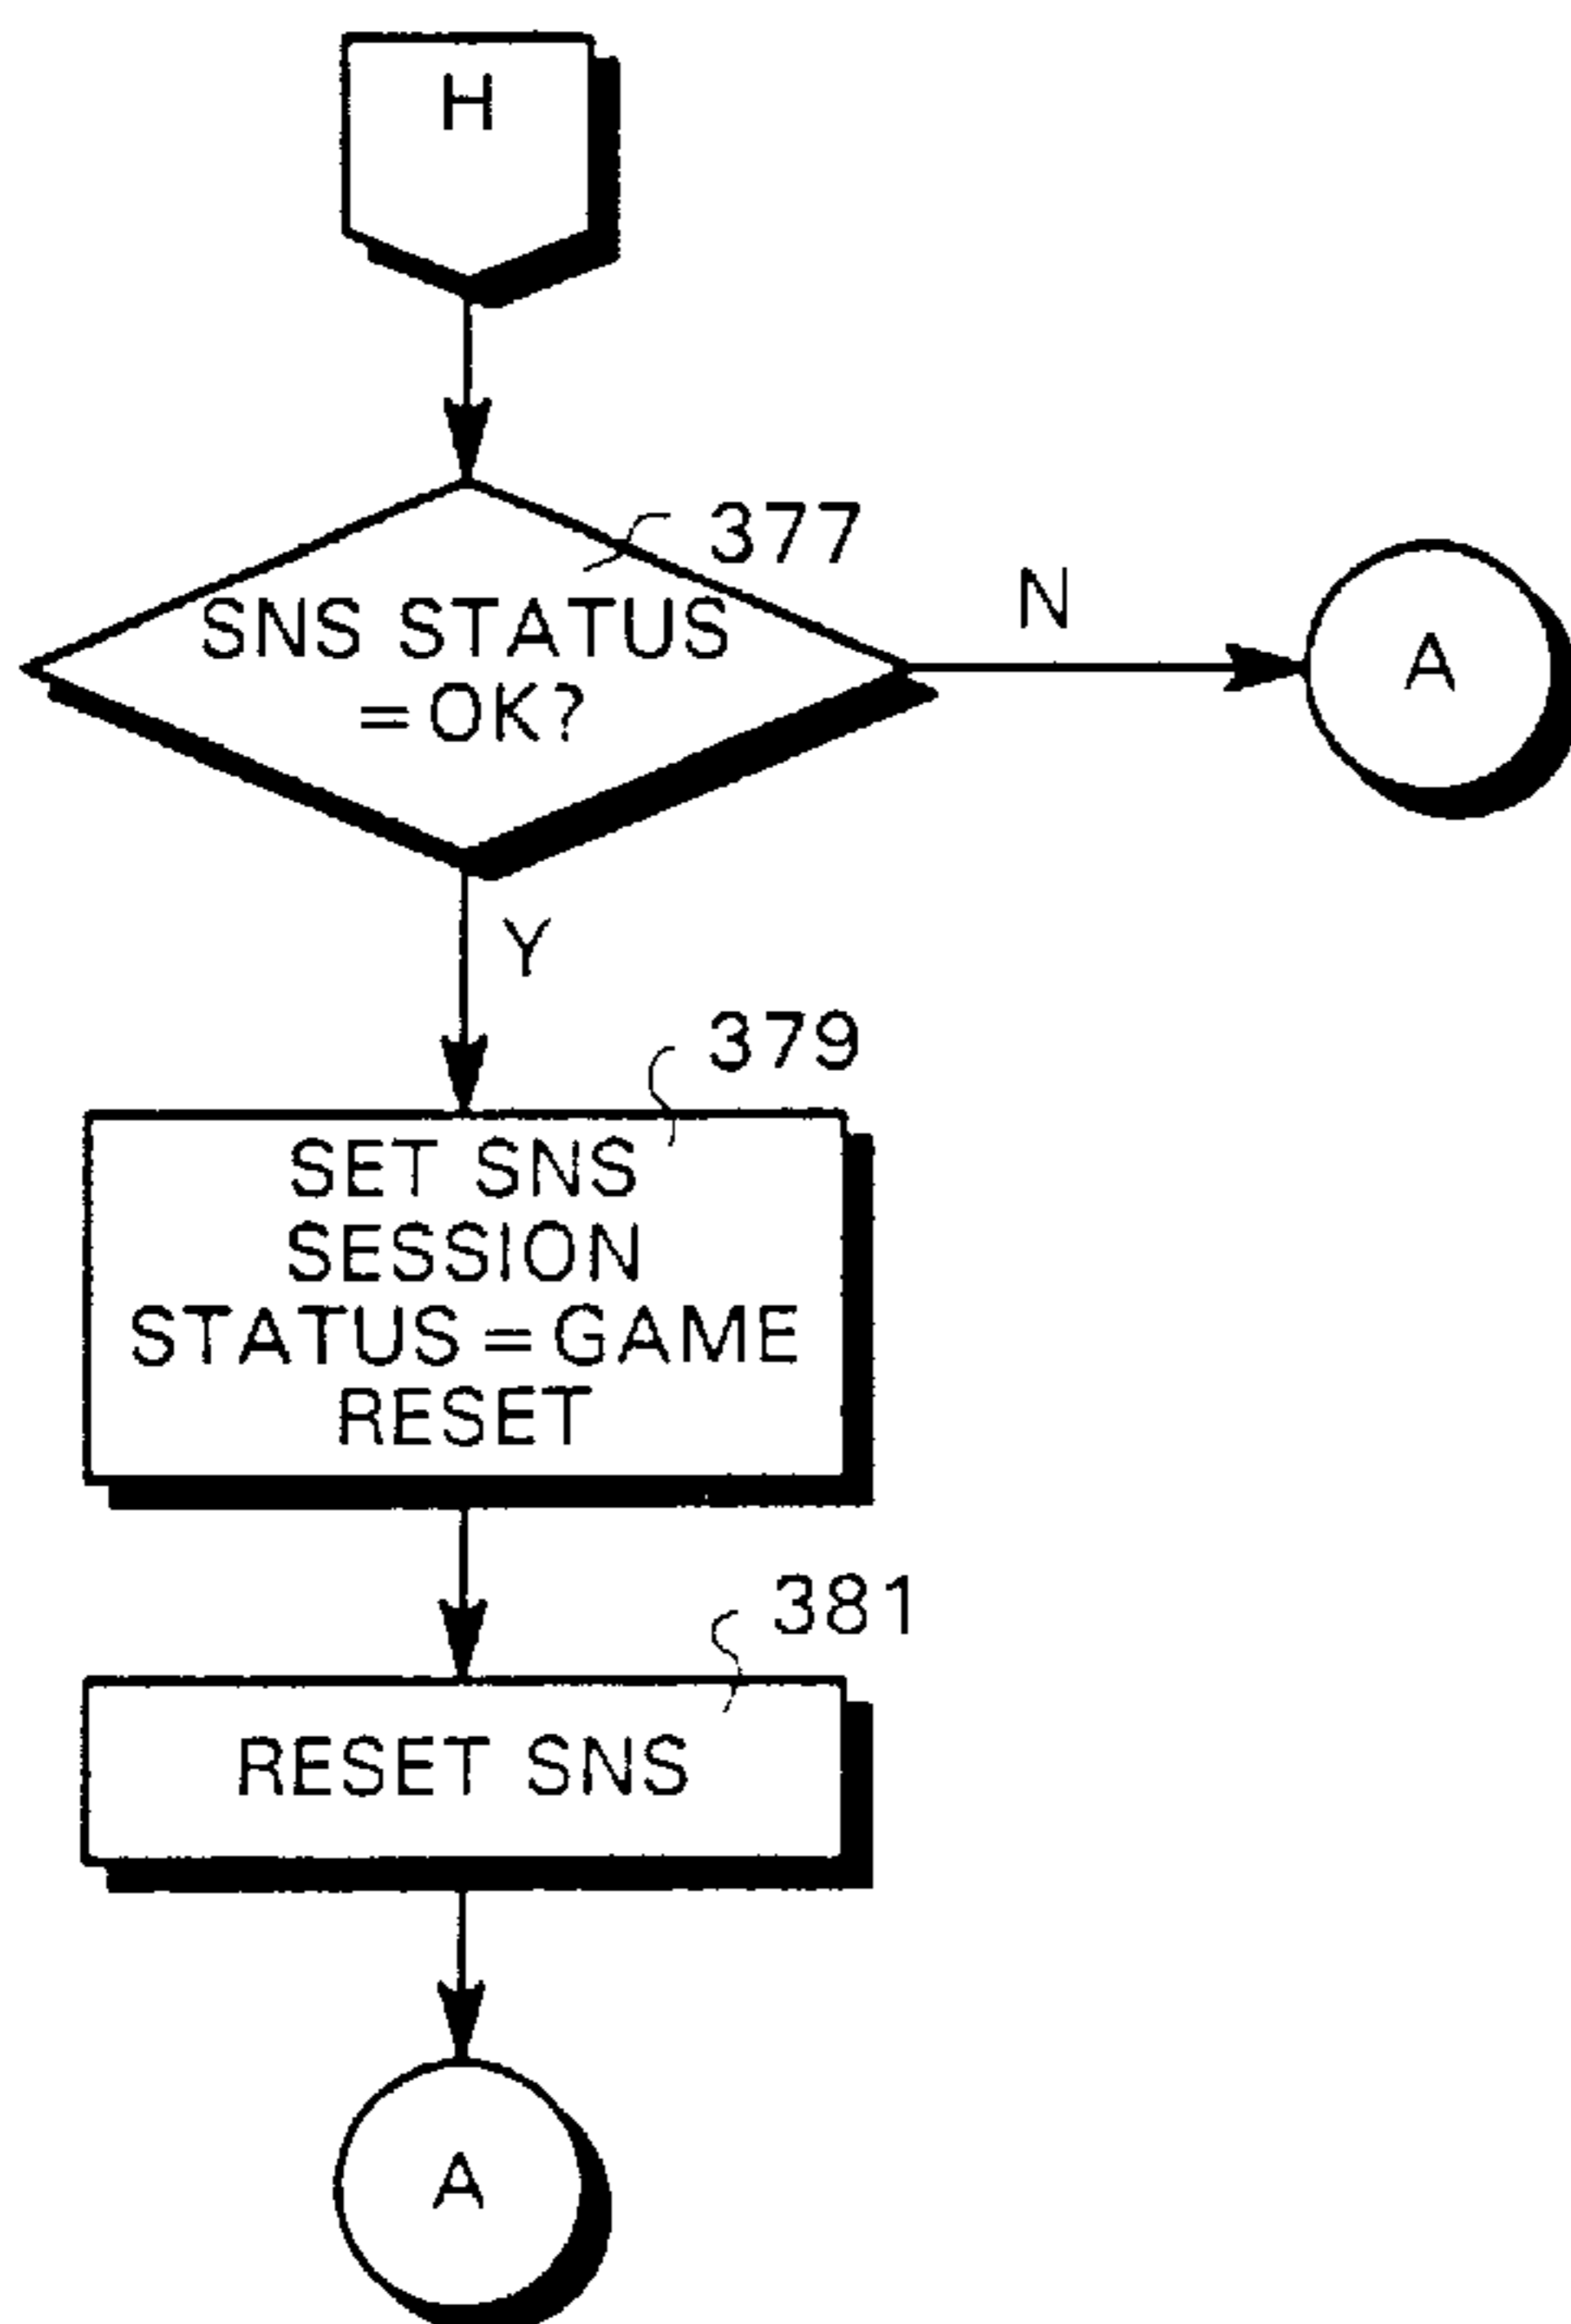 H
377
SNS STATUS
=OK?
N
A
Y
379
SET SNS
SESSION
STATUS=GAME
RESET
381
RESET SNS
A